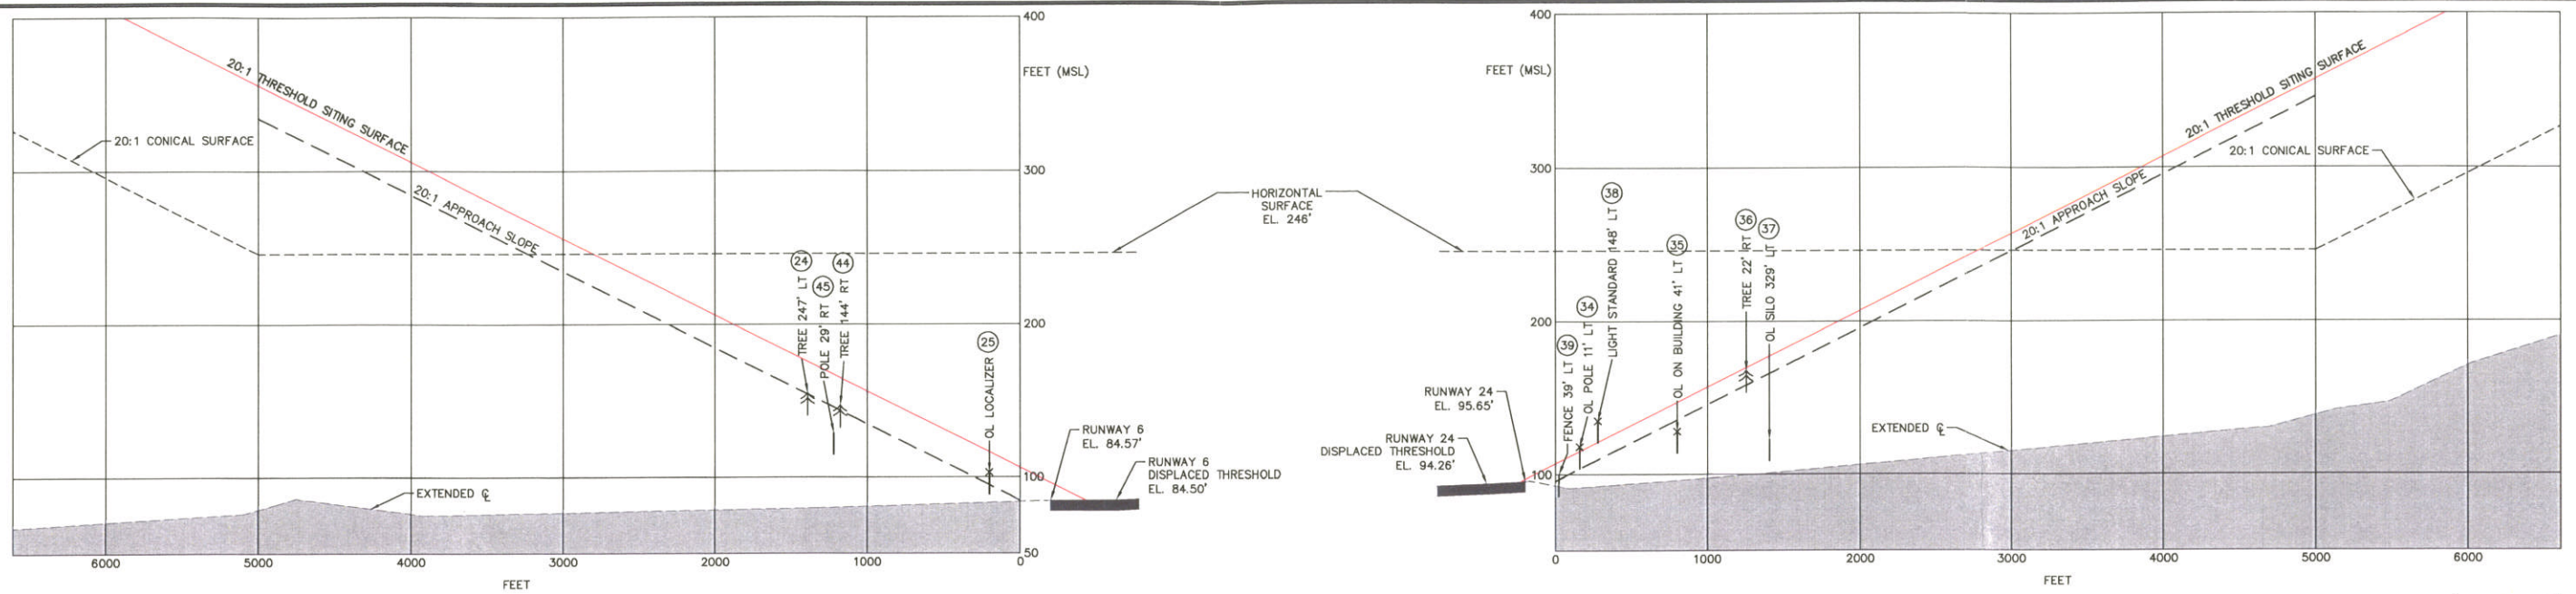 400
FEET (MSL)
20:1 THRESHOLD SITING SURFACE
20:1 CONICAL SURFACE
300
20:1 APPROACH SLOPE
24
TREE 247' LT
45
POLE 29' RT
44
TREE 144' RT
200
25
OL LOCALIZER
100
RUNWAY 6
EL. 84.57'
RUNWAY 6
DISPLACED THRESHOLD
EL. 84.50'
EXTENDED ℄
50
6000 5000 4000 3000 2000 1000 0
FEET
HORIZONTAL
SURFACE
EL. 246'
400
FEET (MSL)
20:1 THRESHOLD SITING SURFACE
20:1 CONICAL SURFACE
300
20:1 APPROACH SLOPE
39
FENCE 39' LT
34
OL POLE 11' LT
38
LIGHT STANDARD 148' LT
35
OL ON BUILDING 41' LT
36
TREE 22' RT
37
OL SILO 329' LT
200
RUNWAY 24
EL. 95.65'
RUNWAY 24
DISPLACED THRESHOLD
EL. 94.26'
100
EXTENDED ℄
0 1000 2000 3000 4000 5000 6000
FEET